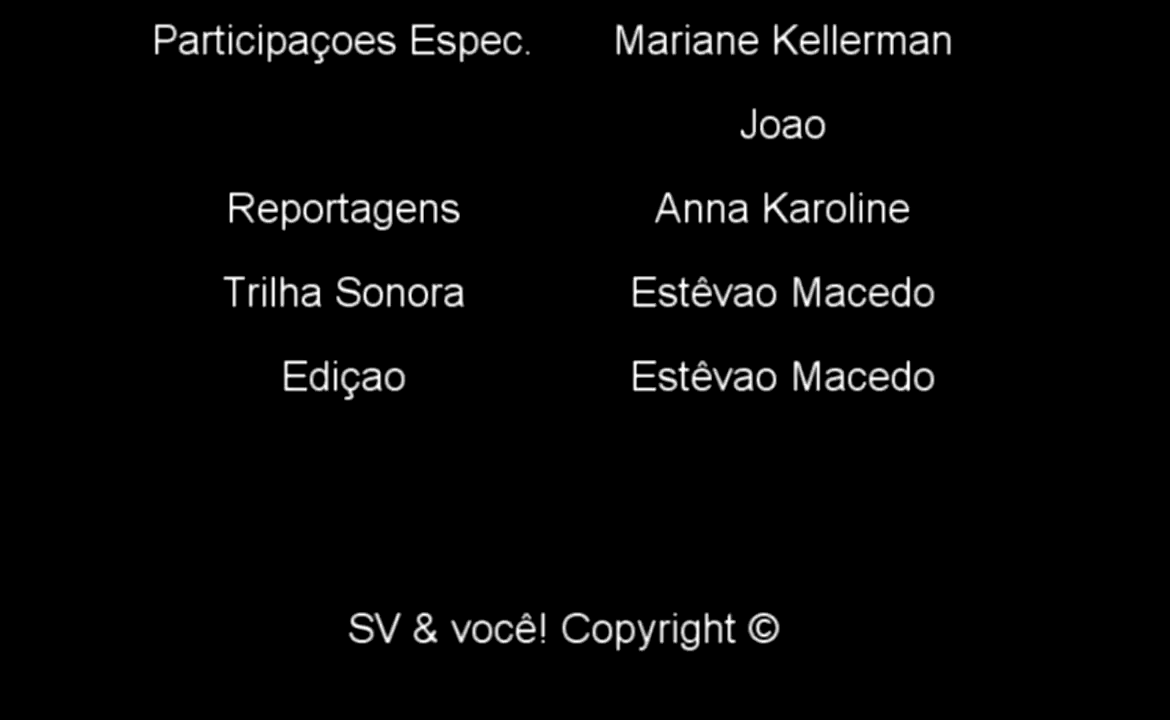 Participaçoes Espec. Mariane Kellerman
Joao
Reportagens Anna Karoline
Trilha Sonora Estêvao Macedo
Ediçao Estêvao Macedo
SV & você! Copyright ©